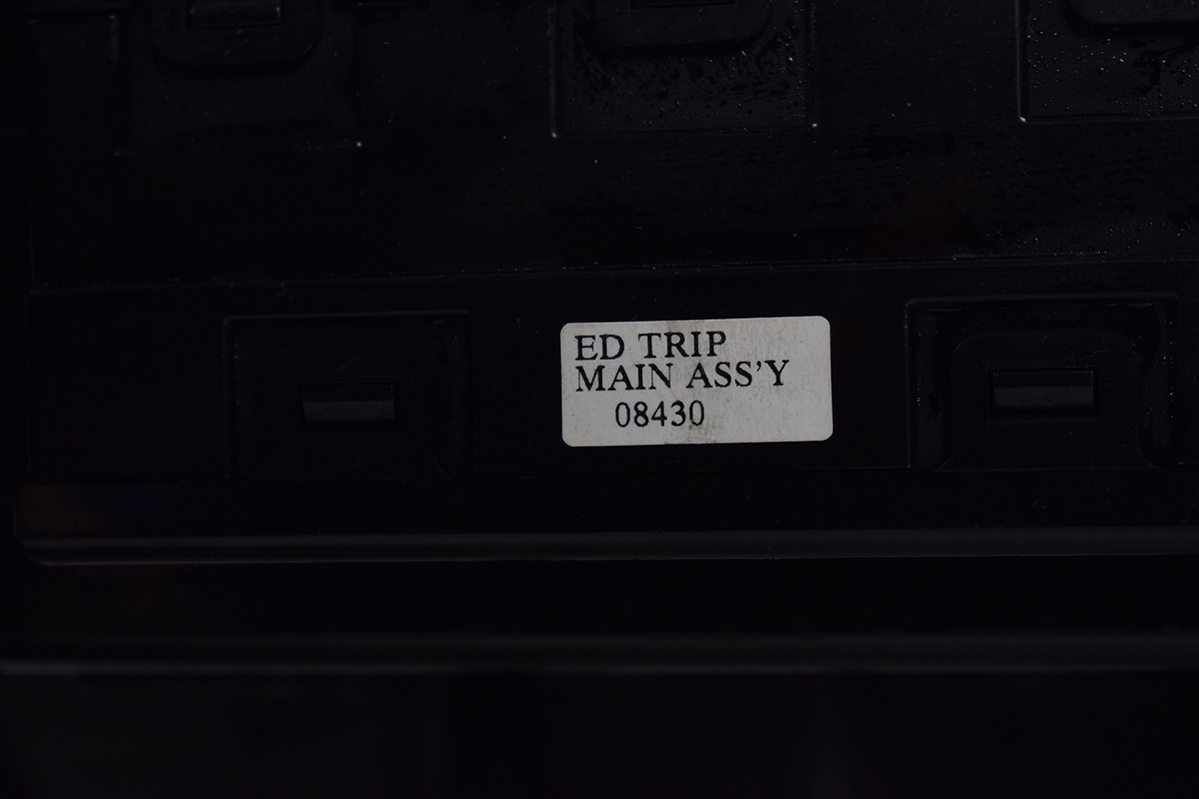 ED TRIP
MAIN ASS'Y
08430